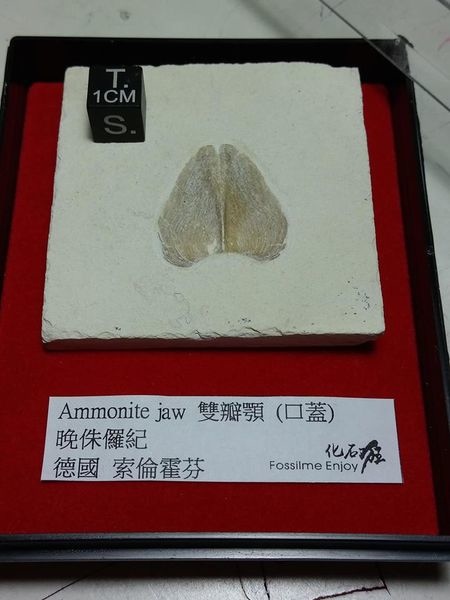 T.
1CM
S.
Ammonite jaw 雙瓣顎 (口蓋)
晚侏儸紀
德國 索倫霍芬
化石
Fossilme Enjoy